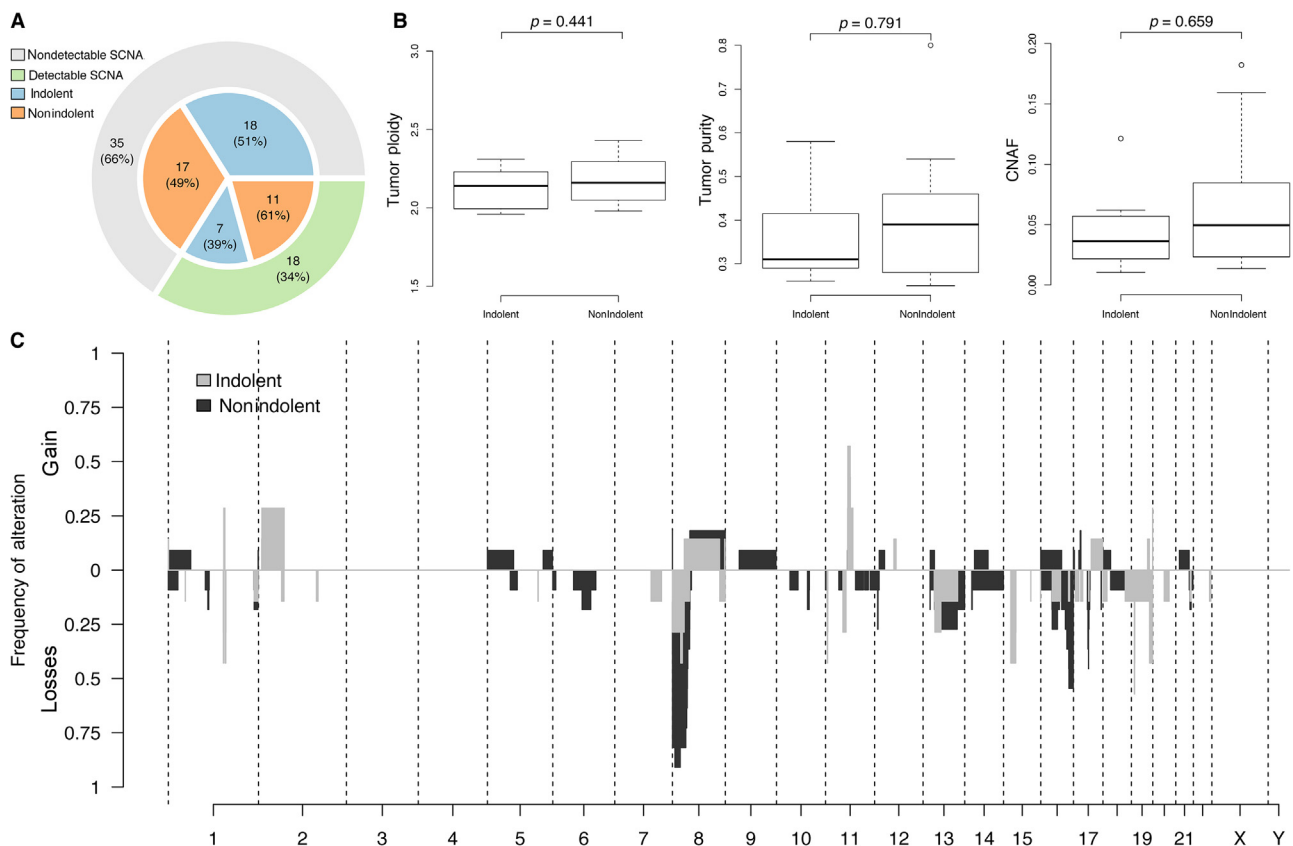 A
Nondetectable SCNA
Detectable SCNA
Indolent
Nonindolent
35
(66%)
18
(51%)
17
(49%)
11
(61%)
7
(39%)
18
(34%)
B
p = 0.441
Tumor ploidy
3.0
2.5
2.0
1.5
Indolent
NonIndolent
p = 0.791
Tumor purity
0.8
0.7
0.6
0.5
0.4
0.3
Indolent
NonIndolent
p = 0.659
CNAF
0.20
0.15
0.10
0.05
0.00
Indolent
NonIndolent
C
Indolent
Nonindolent
Frequency of alteration
Gain
Losses
1
0.75
0.5
0.25
0
0.25
0.5
0.75
1
1 2 3 4 5 6 7 8 9 10 11 12 13 14 15 17 19 21 X Y